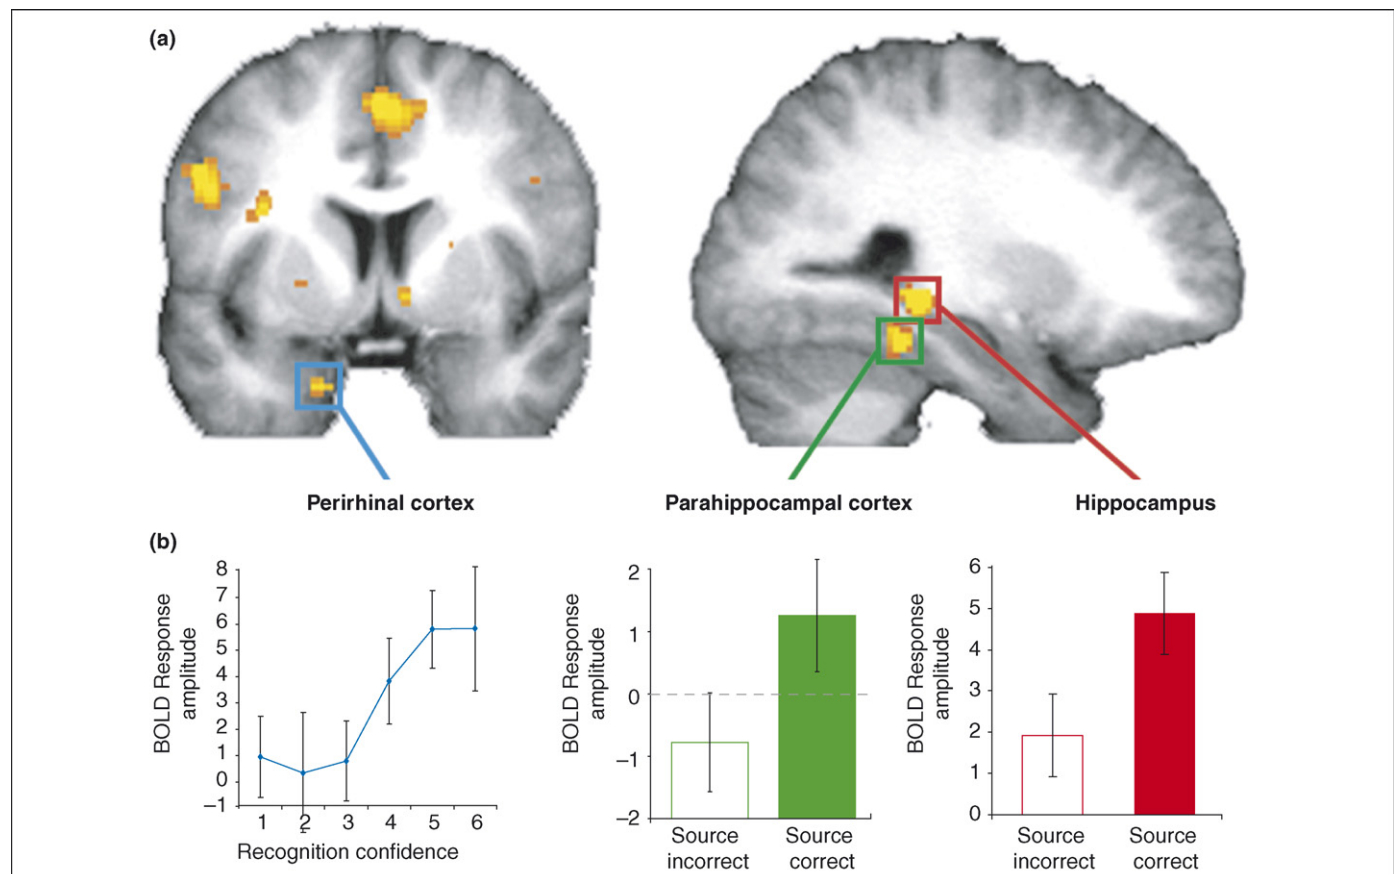 (a)
Perirhinal cortex
Parahippocampal cortex
Hippocampus
(b)
BOLD Response
amplitude
8
7
6
5
4
3
2
1
0
–1
1 2 3 4 5 6
Recognition confidence
BOLD Response
amplitude
2
1
0
–1
–2
Source
incorrect
Source
correct
BOLD Response
amplitude
6
5
4
3
2
1
0
Source
incorrect
Source
correct